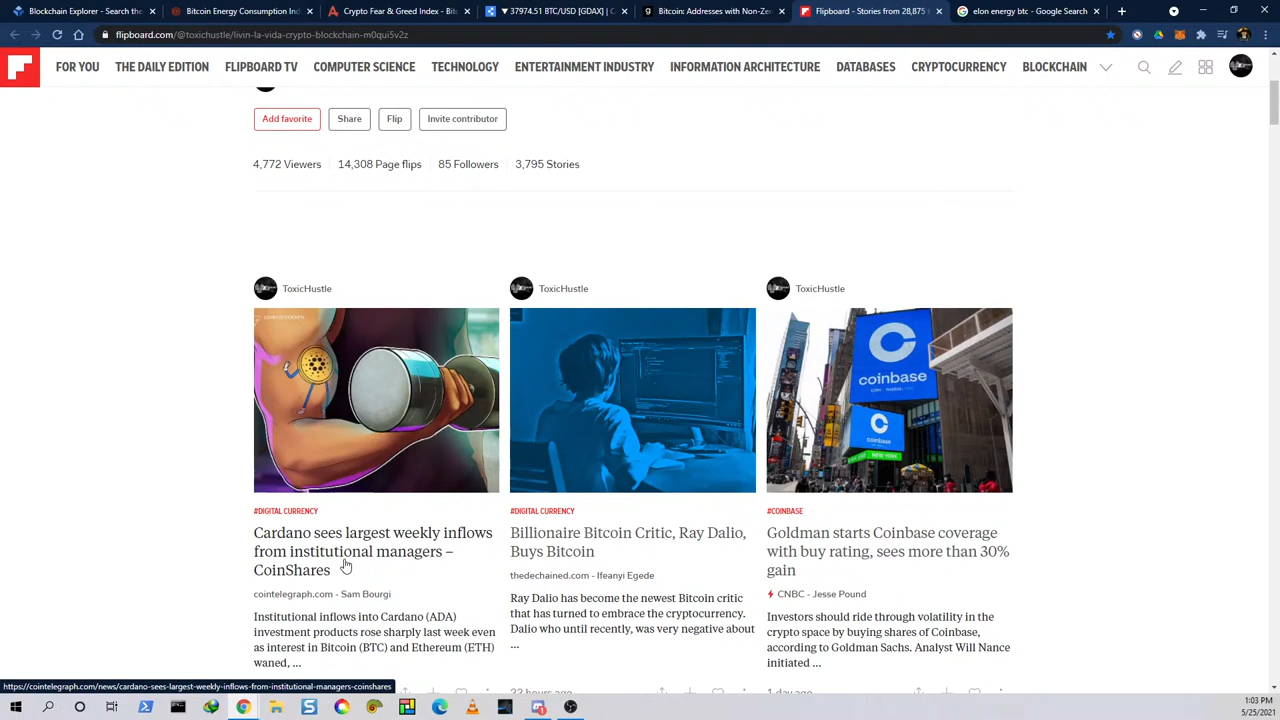 Blockchain Explorer - Search the
Bitcoin Energy Consumption
Bitcoin
37974.51 BTC/USD [GDAX] | C
Addresses with Non-Ze
Flipboard - Stories from 28,875
elon energy btc - Google Search
flipboard.com/@toxichustle/livin-la-vida-crypto-blockchain-m0qui5v2z
FOR YOU THE DAILY EDITION FLIPBOARD TV COMPUTER SCIENCE TECHNOLOGY ENTERTAINMENT INDUSTRY INFORMATION ARCHITECTURE DATABASES CRYPTOCURRENCY BLOCKCHAIN
Add favorite Share Flip Invite contributor
4,772 Viewers 14,308 Page flips 85 Followers 3,795 Stories
ToxicHustle
COINTELEGRAPH
#DIGITAL CURRENCY
Cardano sees largest weekly inflows
from institutional managers –
CoinShares
cointelegraph.com - Sam Bourgi
Institutional inflows into Cardano (ADA)
investment products rose sharply last week even
as interest in Bitcoin (BTC) and Ethereum (ETH)
waned, ...
ToxicHustle
#DIGITAL CURRENCY
Billionaire Bitcoin Critic, Ray Dalio,
Buys Bitcoin
thedechained.com - Ifeanyi Egede
Ray Dalio has become the newest Bitcoin critic
that has turned to embrace the cryptocurrency.
Dalio who until recently, was very negative about
...
22 hours ago
ToxicHustle
coinbase
coinbase
NEW YORK
#COINBASE
Goldman starts Coinbase coverage
with buy rating, sees more than 30%
gain
CNBC - Jesse Pound
Investors should ride through volatility in the
crypto space by buying shares of Coinbase,
according to Goldman Sachs. Analyst Will Nance
initiated ...
1 day ago
https://cointelegraph.com/news/cardano-sees-largest-weekly-inflows-from-institutional-managers-coinshares
1:03 PM
5/25/2021